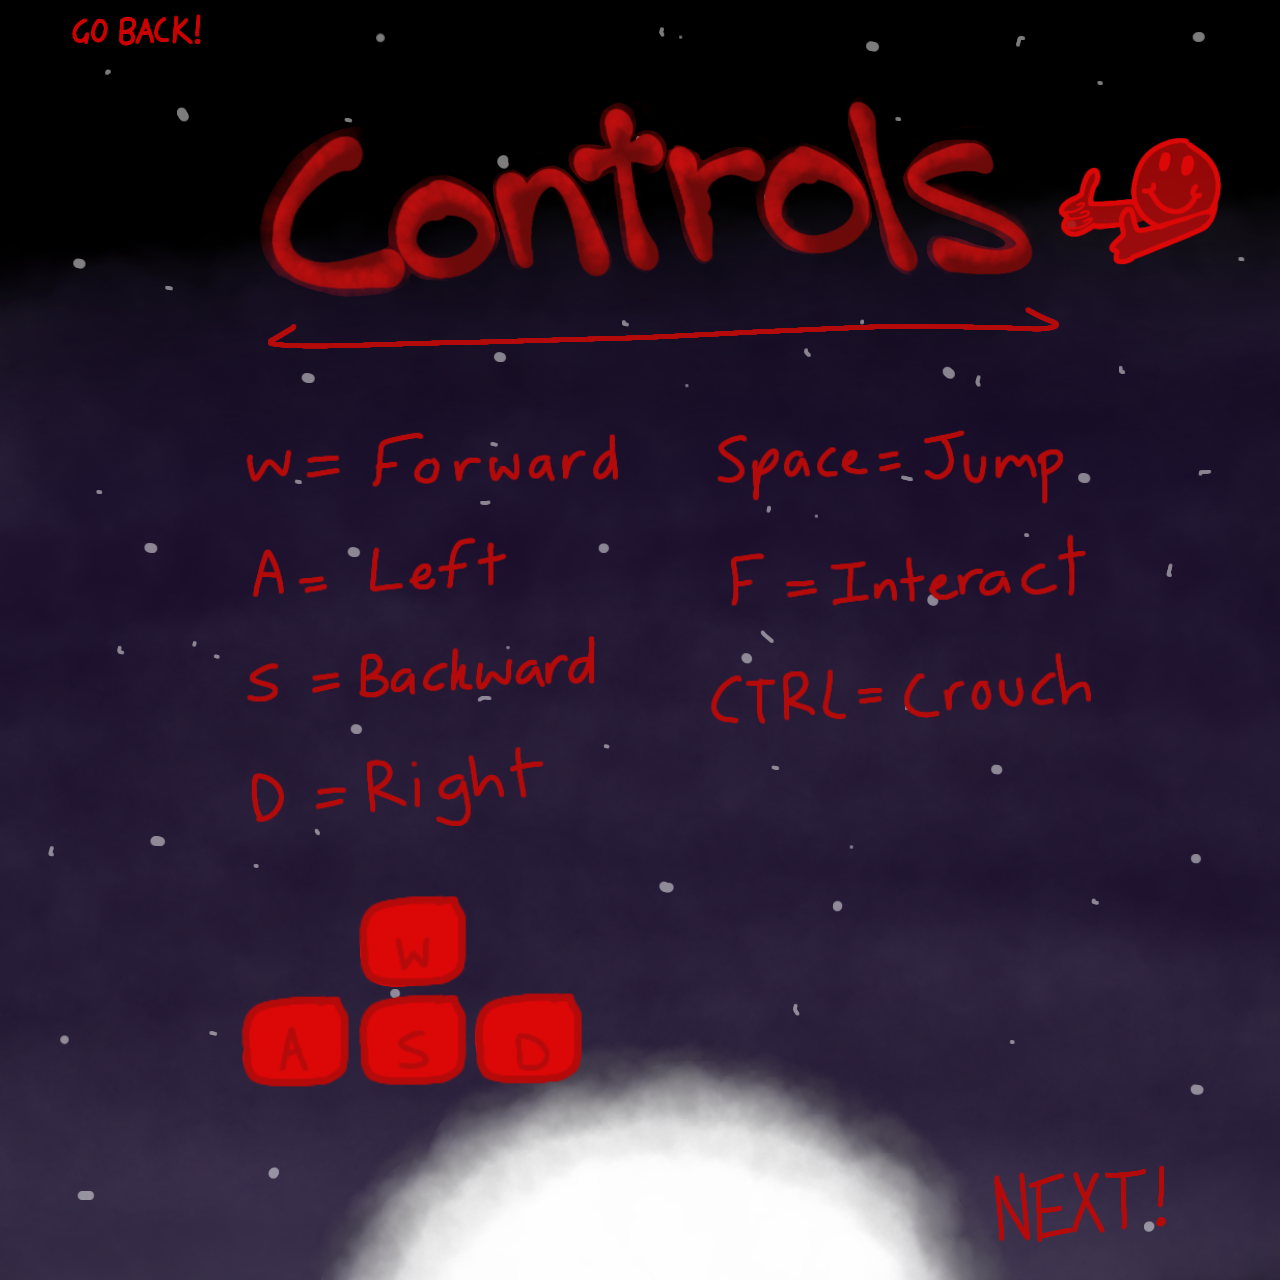 GO BACK!
Controls
W = Forward
A = Left
S = Backward
D = Right
Space = Jump
F = Interact
CTRL = Crouch
W
A S D
NEXT!